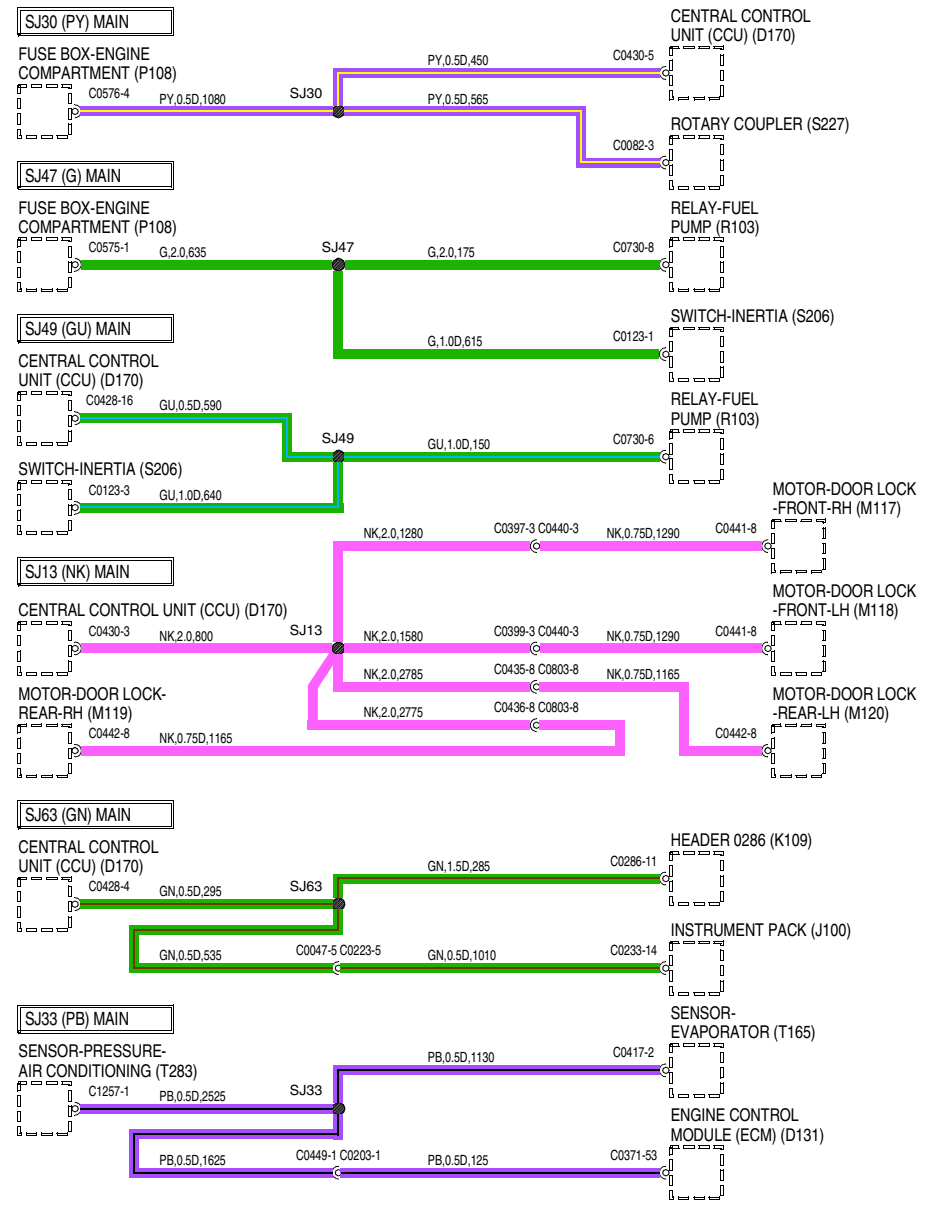 SJ30 (PY) MAIN
CENTRAL CONTROL
UNIT (CCU) (D170)
FUSE BOX-ENGINE
COMPARTMENT (P108)
C0576-4
PY,0.5D,1080
SJ30
PY,0.5D,450
C0430-5
PY,0.5D,565
ROTARY COUPLER (S227)
C0082-3
SJ47 (G) MAIN
FUSE BOX-ENGINE
COMPARTMENT (P108)
RELAY-FUEL
PUMP (R103)
C0575-1
G,2.0,635
SJ47
G,2.0,175
C0730-8
SWITCH-INERTIA (S206)
G,1.0D,615
C0123-1
SJ49 (GU) MAIN
CENTRAL CONTROL
UNIT (CCU) (D170)
C0428-16
GU,0.5D,590
RELAY-FUEL
PUMP (R103)
SJ49
GU,1.0D,150
C0730-6
SWITCH-INERTIA (S206)
C0123-3
GU,1.0D,640
MOTOR-DOOR LOCK
-FRONT-RH (M117)
NK,2.0,1280
C0397-3 C0440-3
NK,0.75D,1290
C0441-8
SJ13 (NK) MAIN
CENTRAL CONTROL UNIT (CCU) (D170)
MOTOR-DOOR LOCK
-FRONT-LH (M118)
C0430-3
NK,2.0,800
SJ13
NK,2.0,1580
C0399-3 C0440-3
NK,0.75D,1290
C0441-8
NK,2.0,2785
C0435-8 C0803-8
NK,0.75D,1165
MOTOR-DOOR LOCK-
REAR-RH (M119)
MOTOR-DOOR LOCK
-REAR-LH (M120)
NK,2.0,2775
C0436-8 C0803-8
C0442-8
NK,0.75D,1165
C0442-8
SJ63 (GN) MAIN
CENTRAL CONTROL
UNIT (CCU) (D170)
HEADER 0286 (K109)
C0428-4
GN,0.5D,295
SJ63
GN,1.5D,285
C0286-11
INSTRUMENT PACK (J100)
GN,0.5D,535
C0047-5 C0223-5
GN,0.5D,1010
C0233-14
SJ33 (PB) MAIN
SENSOR-
EVAPORATOR (T165)
SENSOR-PRESSURE-
AIR CONDITIONING (T283)
C1257-1
PB,0.5D,2525
SJ33
PB,0.5D,1130
C0417-2
ENGINE CONTROL
MODULE (ECM) (D131)
PB,0.5D,1625
C0449-1 C0203-1
PB,0.5D,125
C0371-53